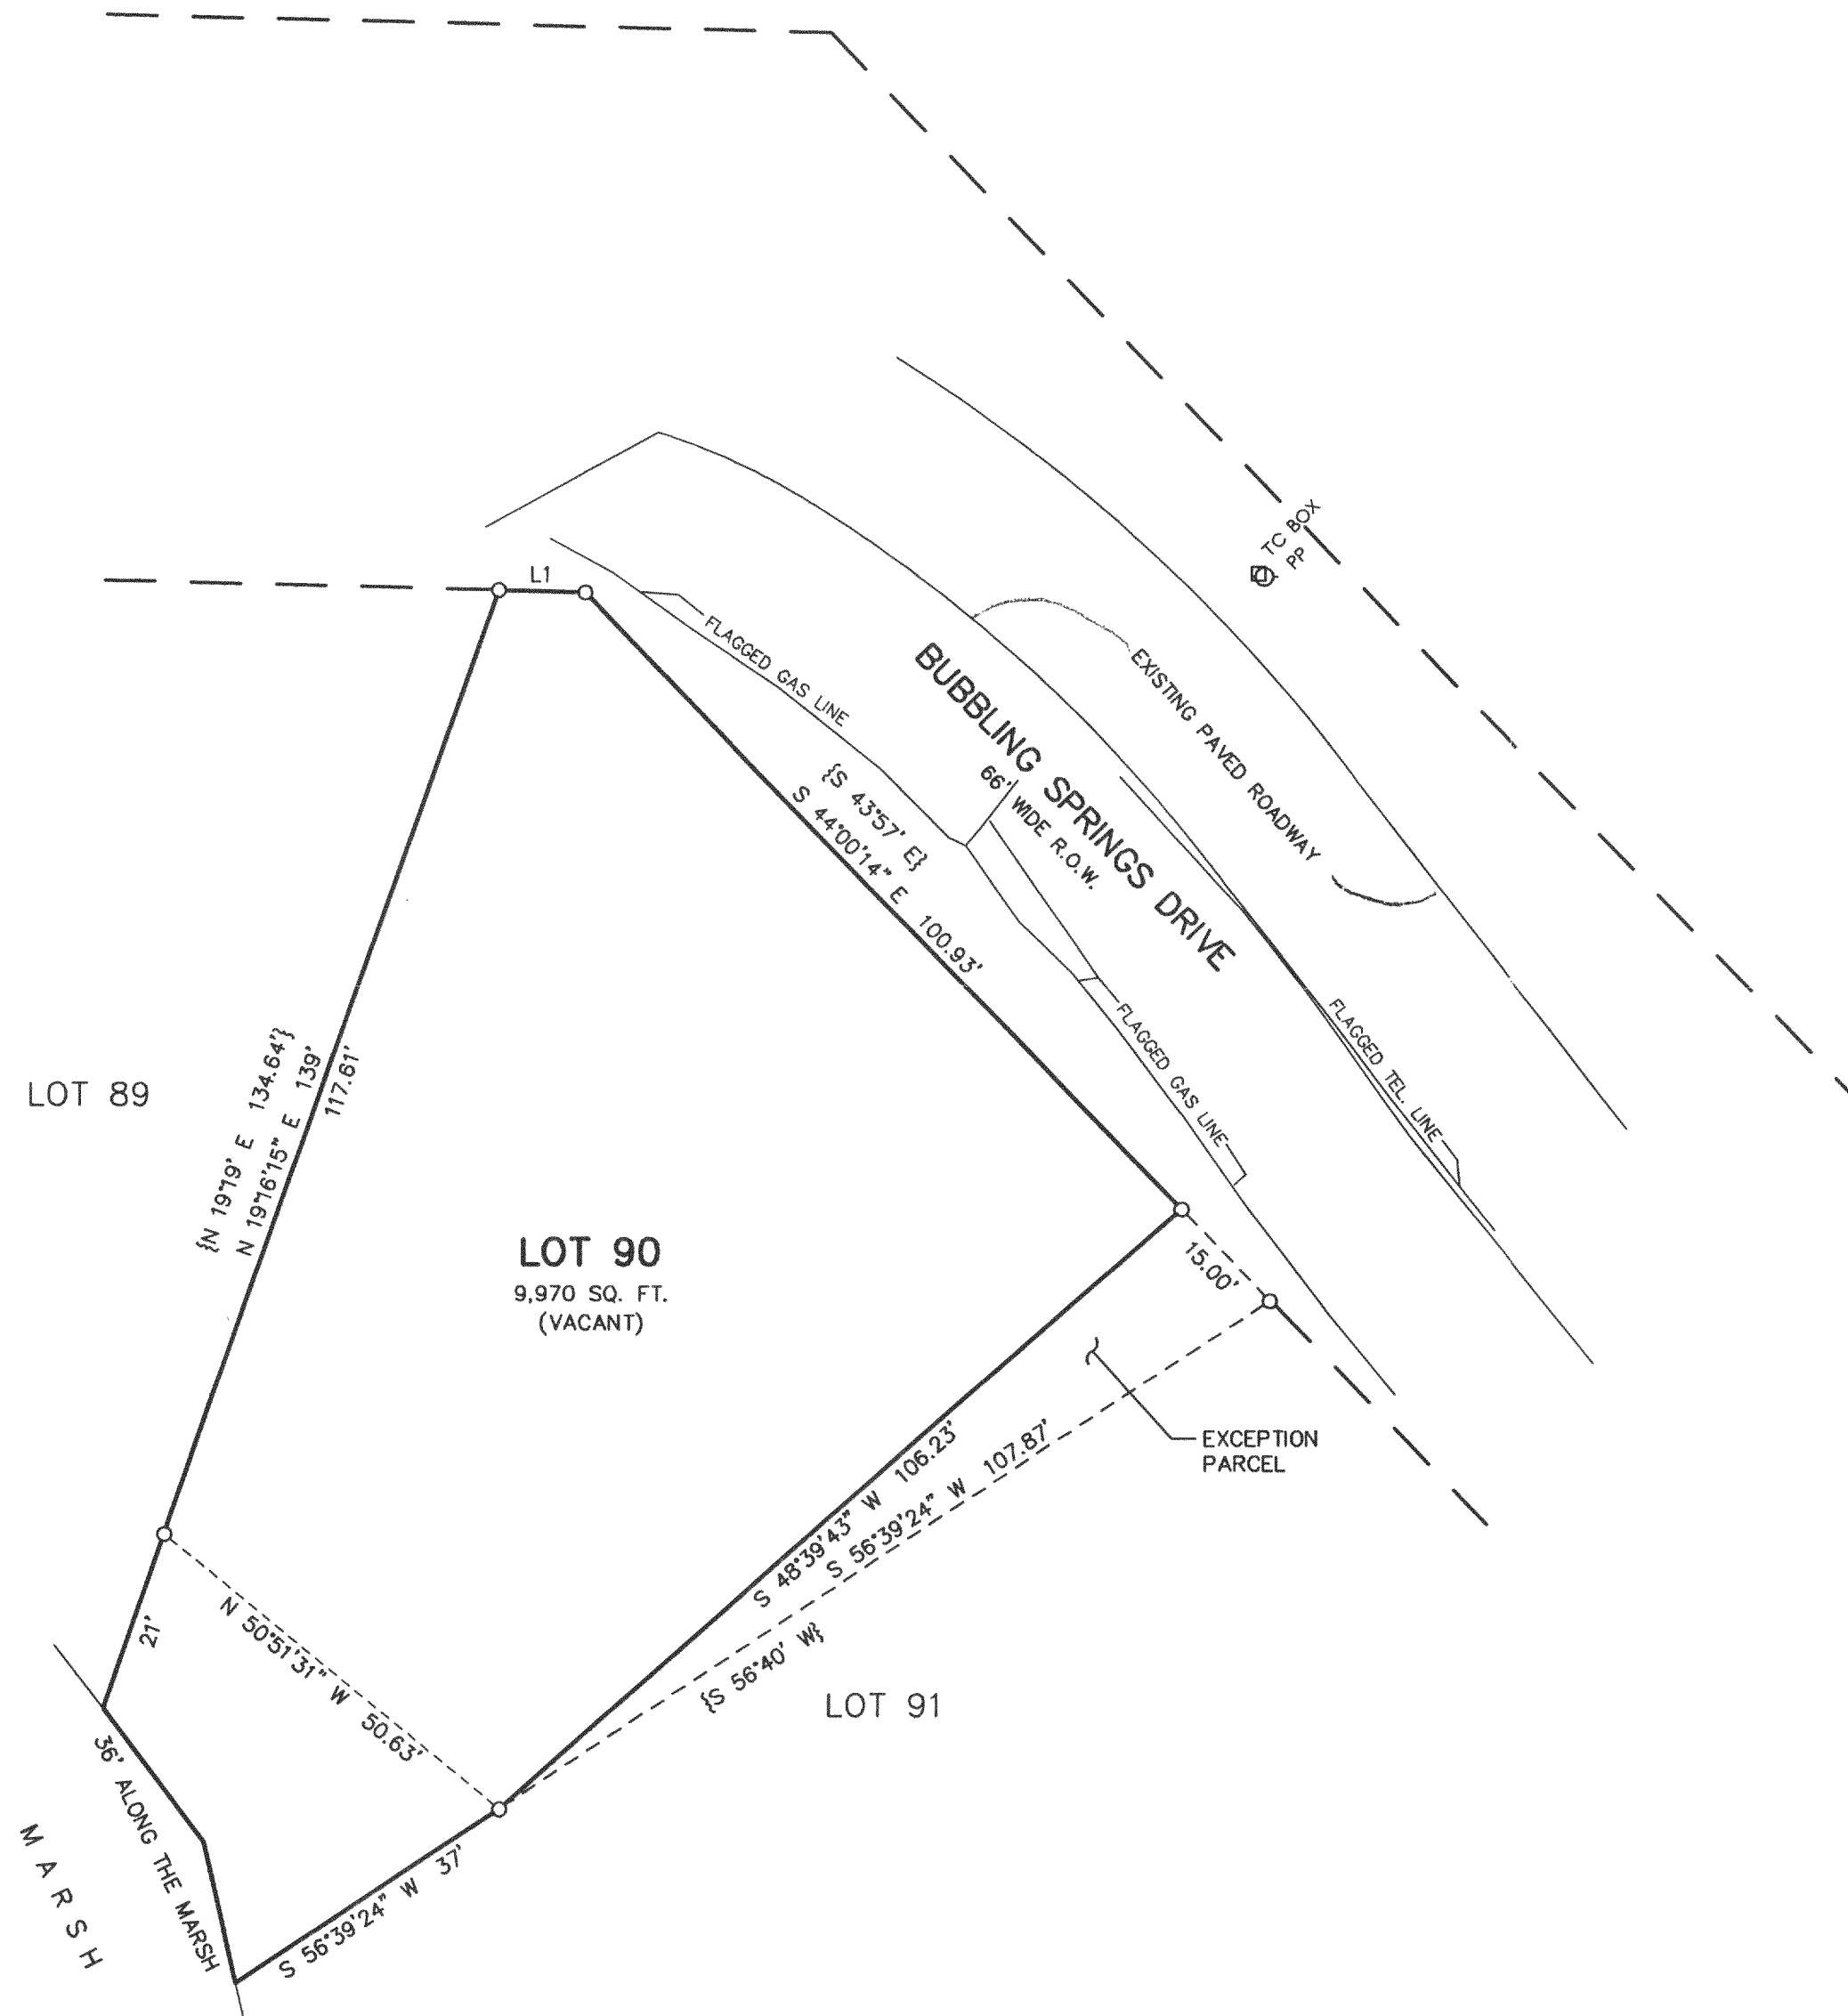 TC BOX
PP
L1
FLAGGED GAS LINE
BUBBLING SPRINGS DRIVE
66' WIDE R.O.W.
EXISTING PAVED ROADWAY
{S 43°57' E}
S 44°00'14" E 100.93'
FLAGGED GAS LINE
FLAGGED TEL. LINE
LOT 89
{N 19°19' E 134.64'}
N 19°16'15" E 139'
117.61'
LOT 90
9,970 SQ. FT.
(VACANT)
15.00'
EXCEPTION
PARCEL
S 48°39'43" W 106.23'
S 56°39'24" W 107.87'
{S 56°40' W}
LOT 91
21'
N 50°51'31" W 50.63'
36' ALONG THE MARSH
S 56°39'24" W 37'
MARSH